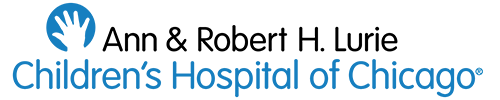 Ann & Robert H. Lurie
Children's Hospital of Chicago®